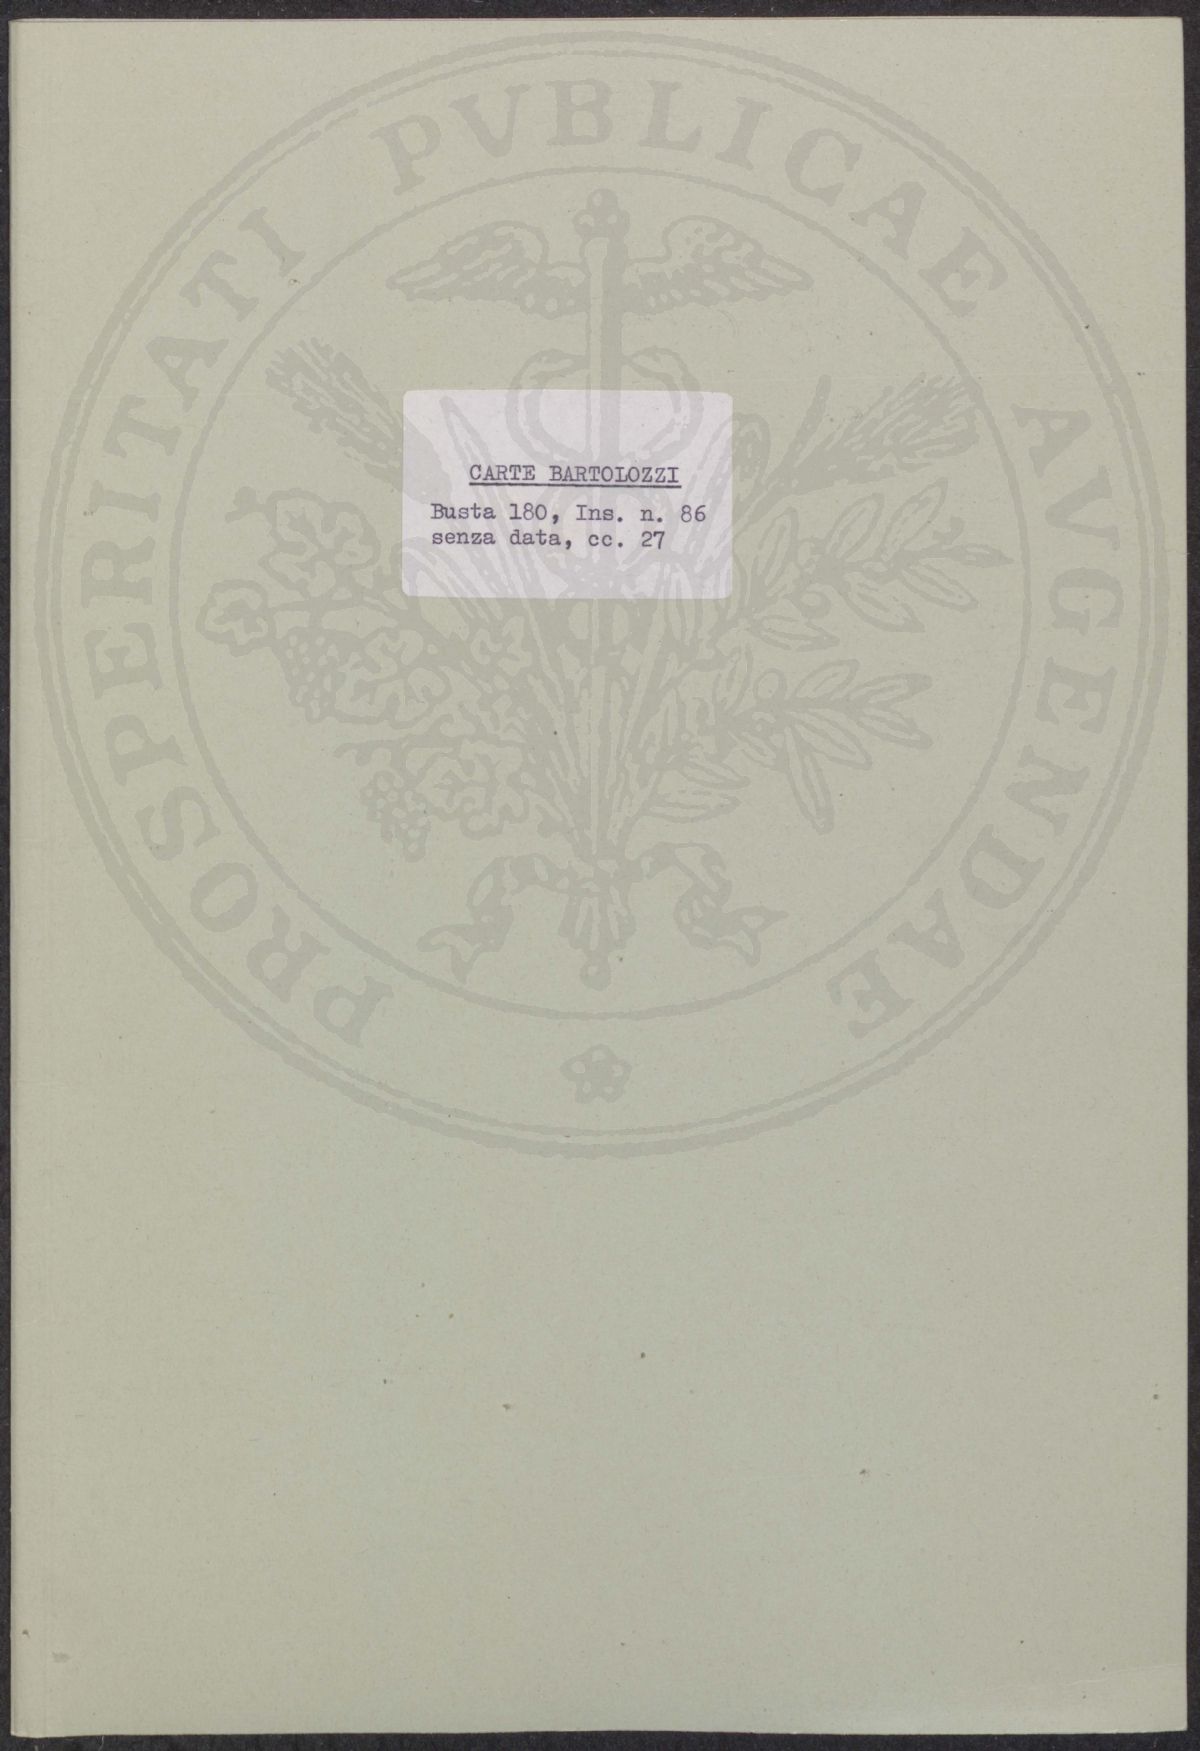 PROSPERITATI PVBLICAE AVGENDAE
CARTE BARTOLOZZI
Busta 180, Ins. n. 86
senza data, cc. 27